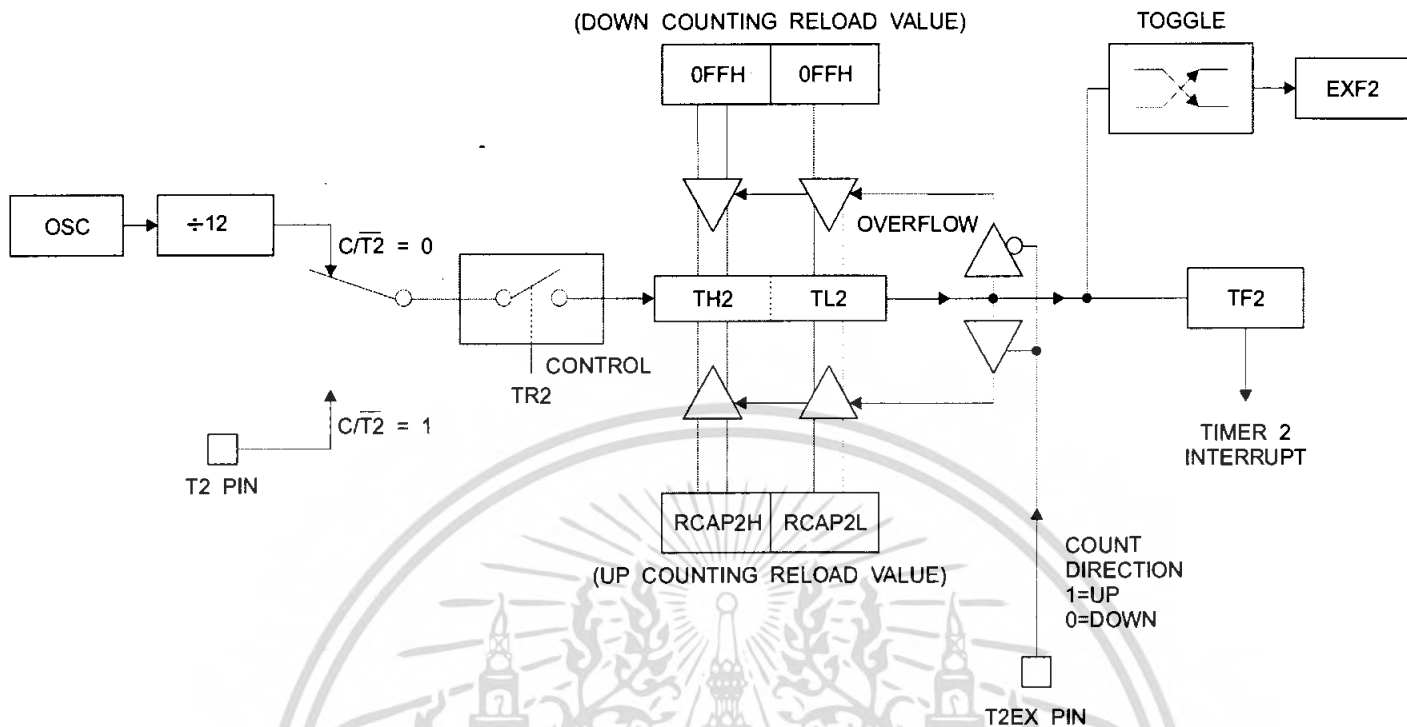 (DOWN COUNTING RELOAD VALUE)
TOGGLE
0FFH
0FFH
EXF2
OSC
÷12
C/T2̅ = 0
OVERFLOW
TH2
TL2
TF2
CONTROL
TR2
C/T2̅ = 1
T2 PIN
TIMER 2
INTERRUPT
RCAP2H
RCAP2L
(UP COUNTING RELOAD VALUE)
COUNT
DIRECTION
1=UP
0=DOWN
T2EX PIN